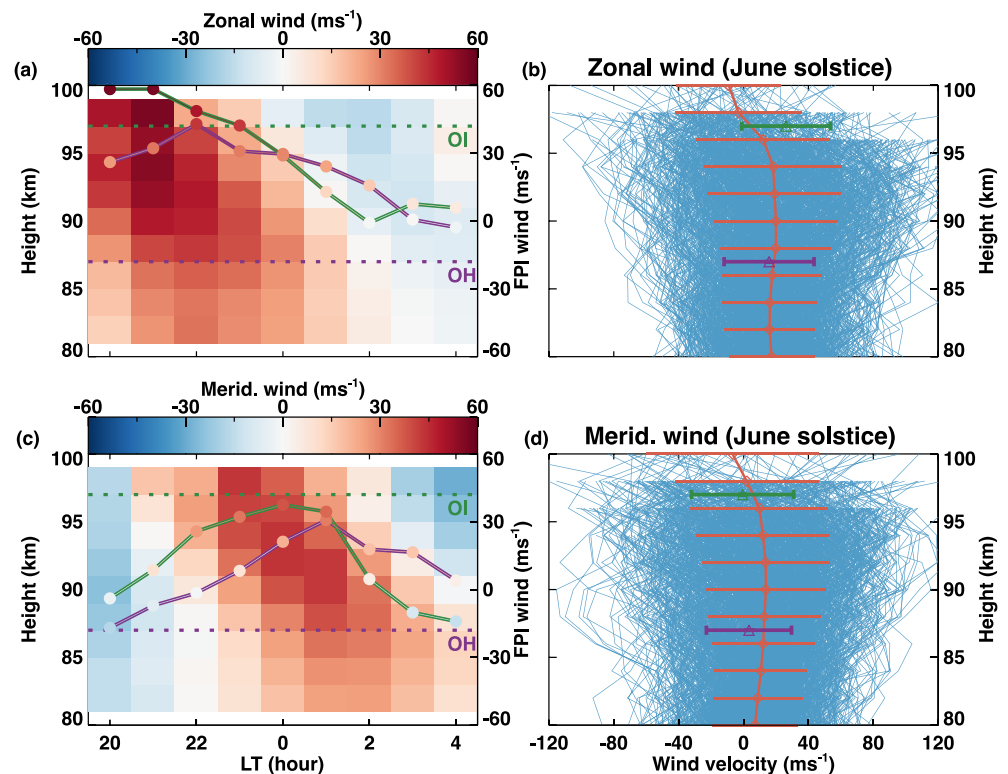 Zonal wind (ms⁻¹)
-60 -30 0 30 60
(a)
100
95
90
85
80
Height (km)
OI
OH
60
30
0
-30
-60
FPI wind (ms⁻¹)
(b)
Zonal wind (June solstice)
100
95
90
85
80
Height (km)
Merid. wind (ms⁻¹)
-60 -30 0 30 60
(c)
100
95
90
85
80
Height (km)
OI
OH
60
30
0
-30
-60
FPI wind (ms⁻¹)
20 22 0 2 4
LT (hour)
(d)
Merid. wind (June solstice)
100
95
90
85
80
Height (km)
-120 -80 -40 0 40 80 120
Wind velocity (ms⁻¹)